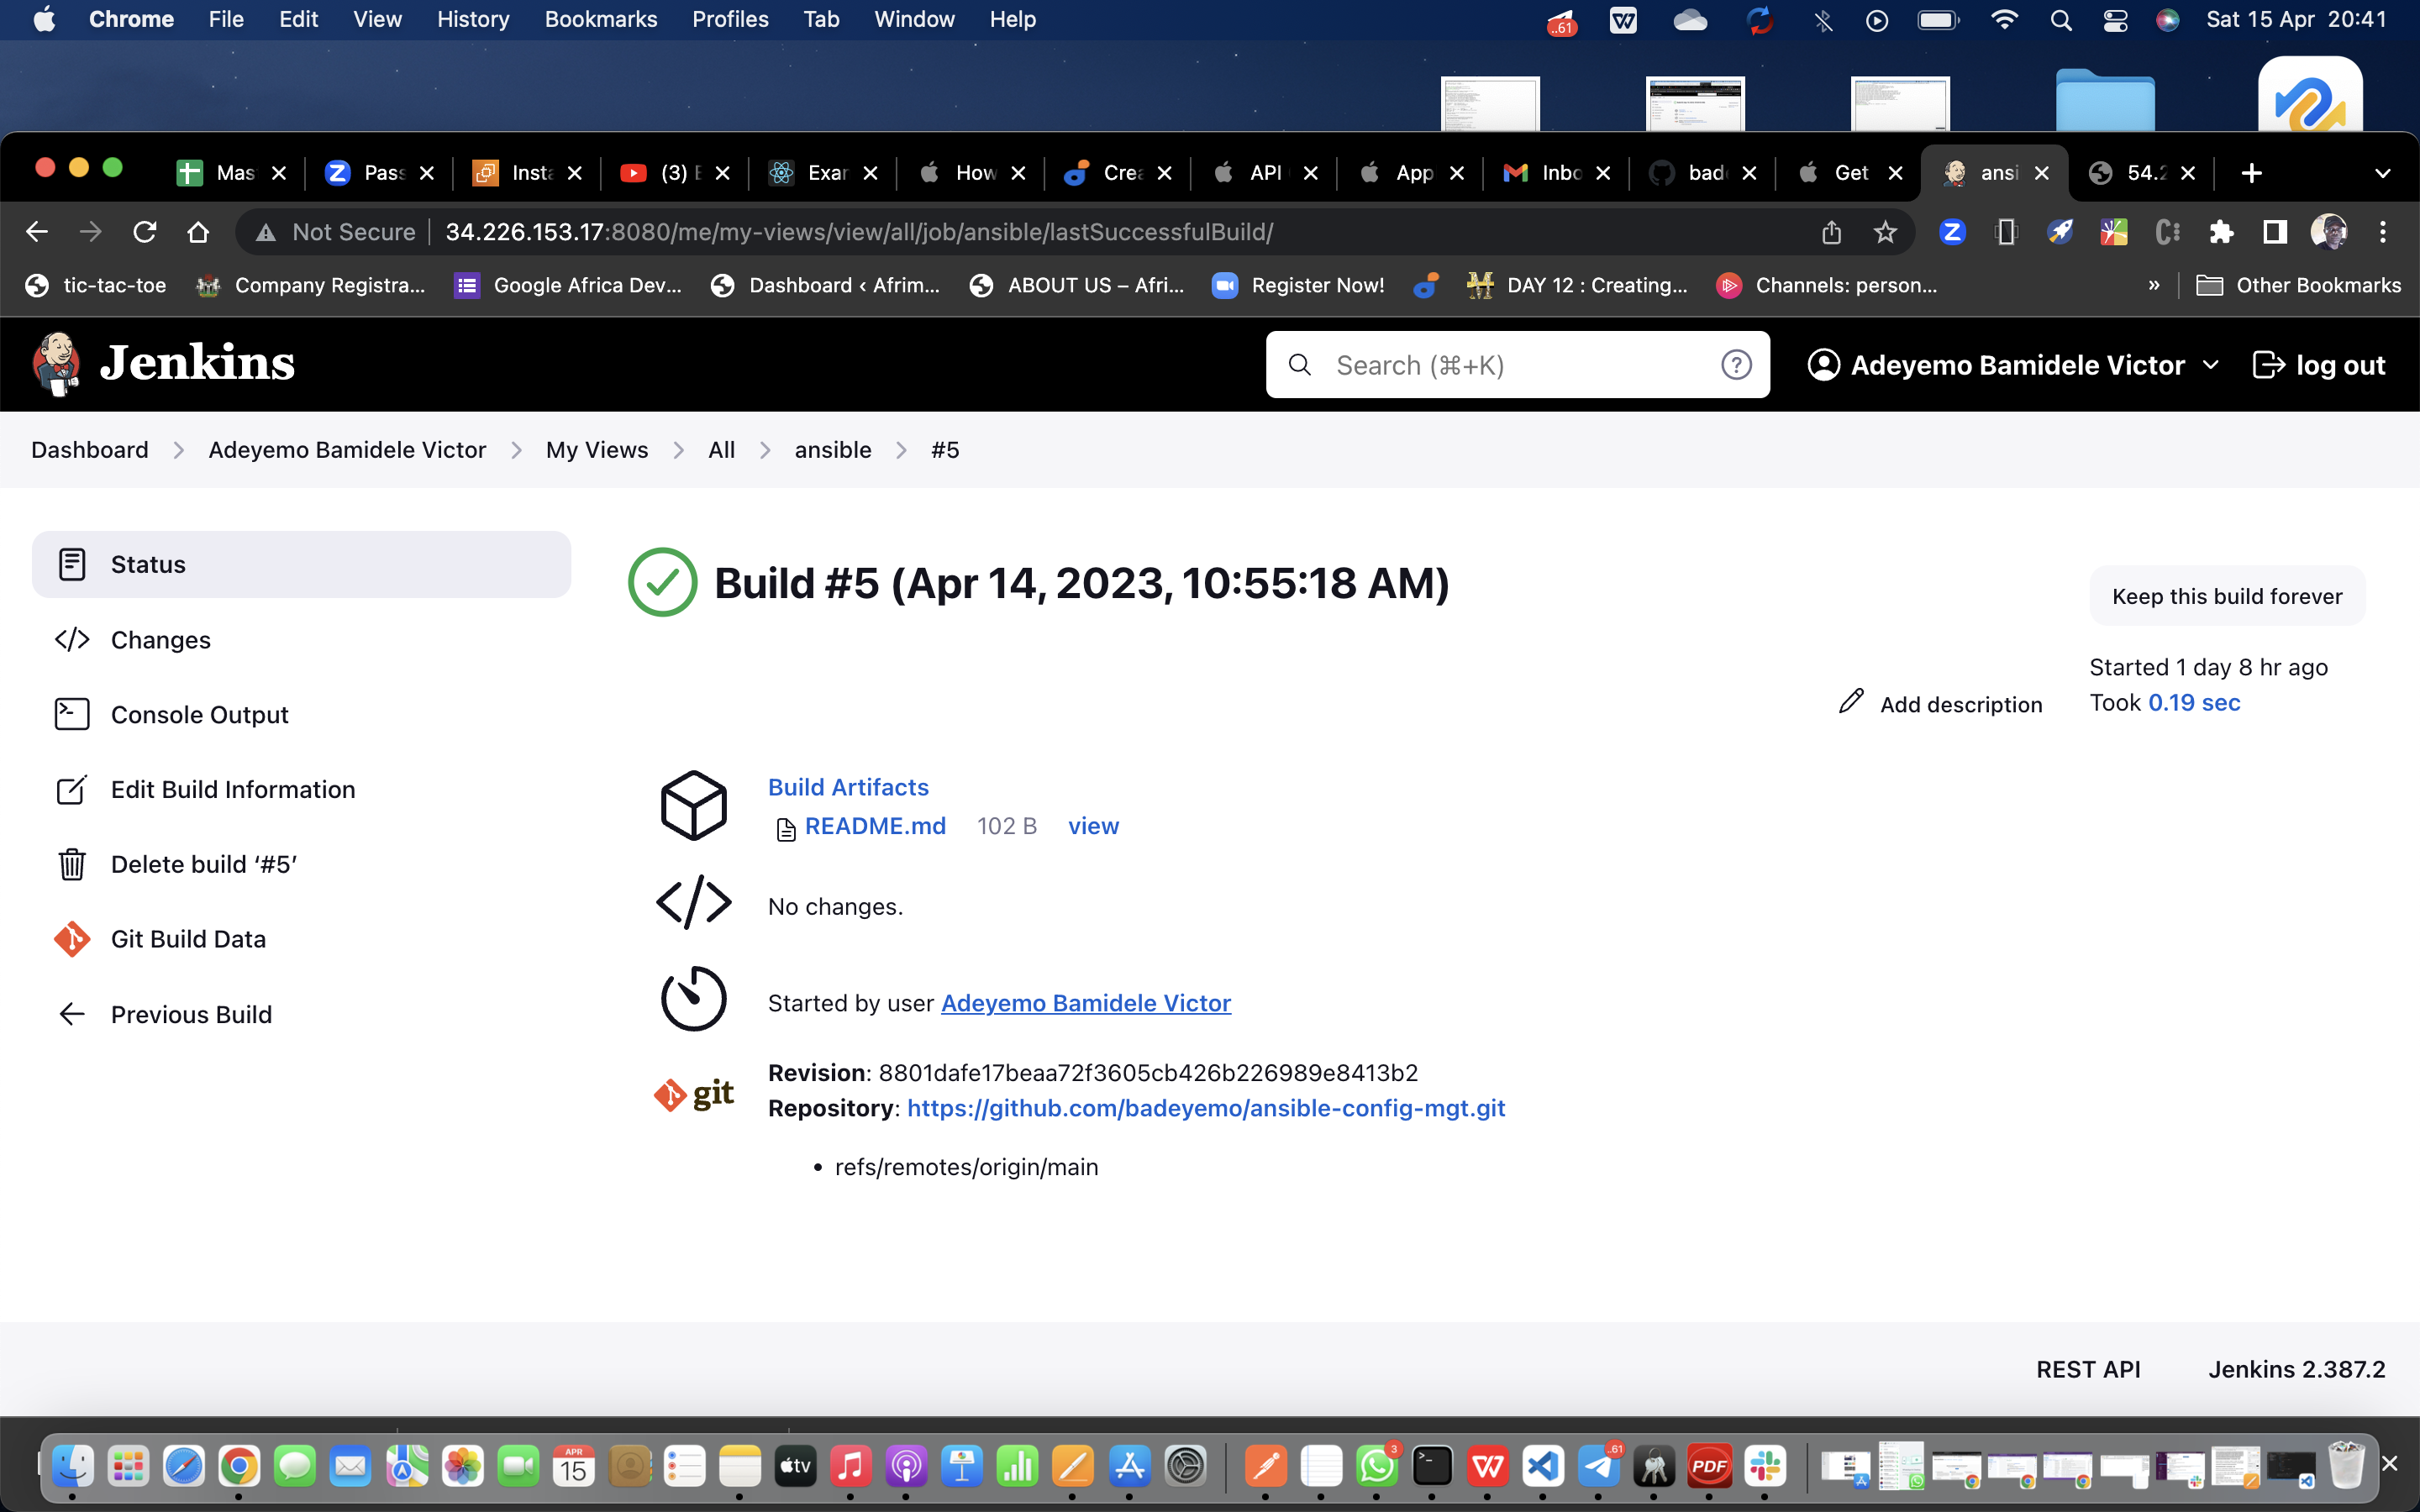 Chrome File Edit View History Bookmarks Profiles Tab Window Help ..61 Sat 15 Apr 20:41
Mas Pass Insta (3) E Exar How Crea API App Inbo bad Get ansi 54.2
Not Secure 34.226.153.17:8080/me/my-views/view/all/job/ansible/lastSuccessfulBuild/
tic-tac-toe Company Registra... Google Africa Dev... Dashboard ‹ Afrim... ABOUT US – Afri... Register Now! DAY 12 : Creating... Channels: person... » Other Bookmarks
Jenkins Search (⌘+K) Adeyemo Bamidele Victor log out
Dashboard Adeyemo Bamidele Victor My Views All ansible #5
Status
Changes
Console Output
Edit Build Information
Delete build ‘#5’
Git Build Data
Previous Build
Build #5 (Apr 14, 2023, 10:55:18 AM)
Keep this build forever
Started 1 day 8 hr ago
Took 0.19 sec
Add description
Build Artifacts
README.md 102 B view
No changes.
Started by user Adeyemo Bamidele Victor
git
Revision: 8801dafe17beaa72f3605cb426b226989e8413b2
Repository: https://github.com/badeyemo/ansible-config-mgt.git
• refs/remotes/origin/main
REST API Jenkins 2.387.2
APR
15
tv
3
61
PDF